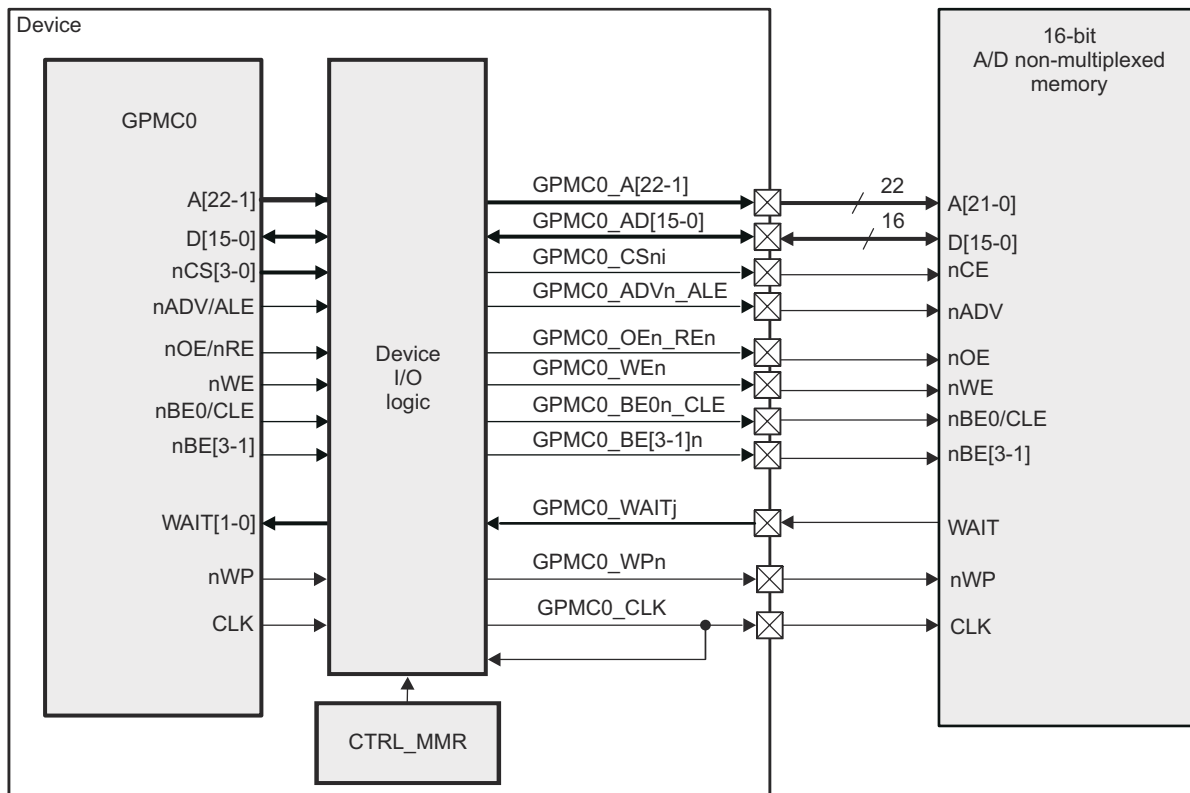 Device
16-bit
A/D non-multiplexed
memory
GPMC0
A[22-1]
D[15-0]
nCS[3-0]
nADV/ALE
nOE/nRE
nWE
nBE0/CLE
nBE[3-1]
WAIT[1-0]
nWP
CLK
Device
I/O
logic
CTRL_MMR
GPMC0_A[22-1]
GPMC0_AD[15-0]
GPMC0_CSni
GPMC0_ADVn_ALE
GPMC0_OEn_REn
GPMC0_WEn
GPMC0_BE0n_CLE
GPMC0_BE[3-1]n
GPMC0_WAITj
GPMC0_WPn
GPMC0_CLK
22
16
A[21-0]
D[15-0]
nCE
nADV
nOE
nWE
nBE0/CLE
nBE[3-1]
WAIT
nWP
CLK